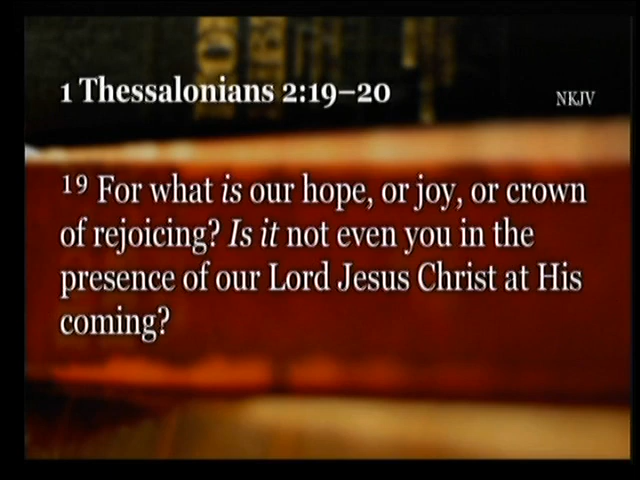 1 Thessalonians 2:19–20
NKJV
19 For what is our hope, or joy, or crown
of rejoicing? Is it not even you in the
presence of our Lord Jesus Christ at His
coming?